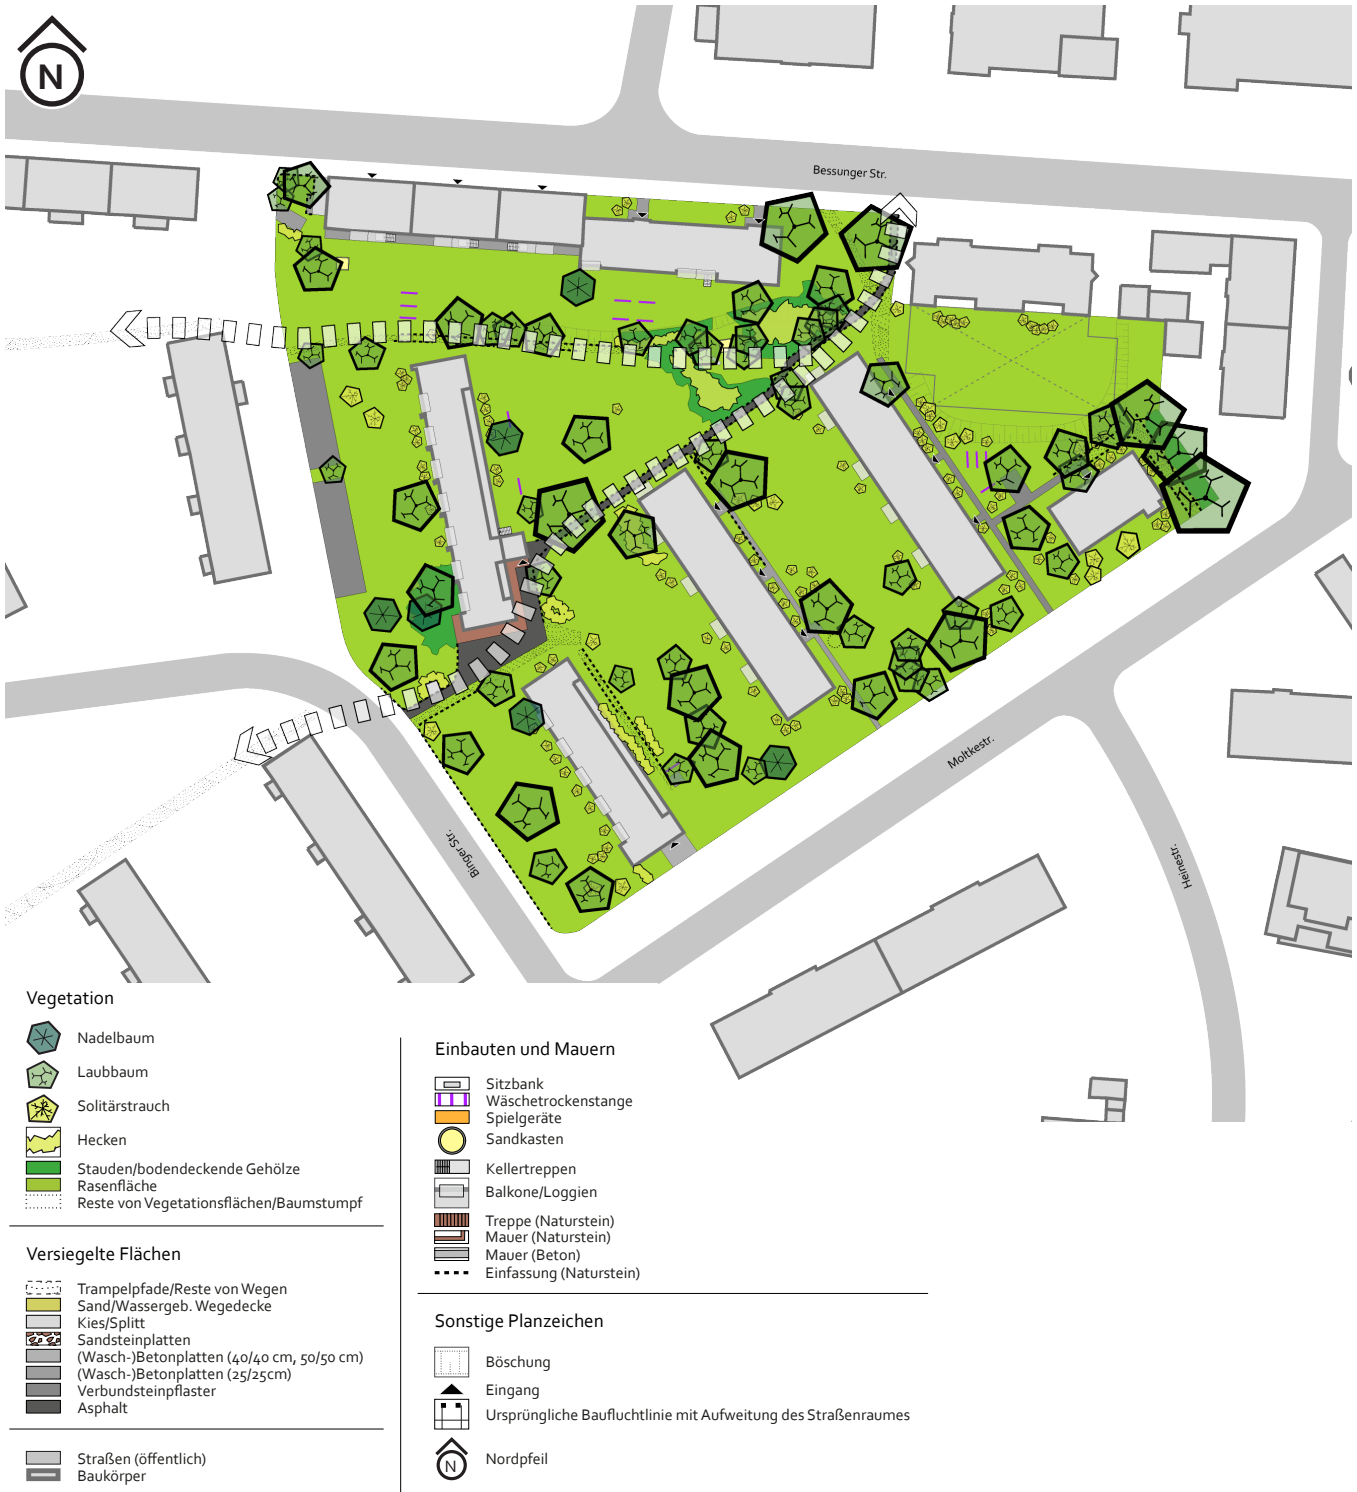 N
Bessunger Str.
Moltkestr.
Binger Str.
Heinestr.
Vegetation
Nadelbaum
Laubbaum
Solitärstrauch
Hecken
Stauden/bodendeckende Gehölze
Rasenfläche
Reste von Vegetationsflächen/Baumstumpf
Versiegelte Flächen
Trampelpfade/Reste von Wegen
Sand/Wassergeb. Wegedecke
Kies/Splitt
Sandsteinplatten
(Wasch-)Betonplatten (40/40 cm, 50/50 cm)
(Wasch-)Betonplatten (25/25cm)
Verbundsteinpflaster
Asphalt
Straßen (öffentlich)
Baukörper
Einbauten und Mauern
Sitzbank
Wäschetrockenstange
Spielgeräte
Sandkasten
Kellertreppen
Balkone/Loggien
Treppe (Naturstein)
Mauer (Naturstein)
Mauer (Beton)
Einfassung (Naturstein)
Sonstige Planzeichen
Böschung
Eingang
Ursprüngliche Baufluchtlinie mit Aufweitung des Straßenraumes
N
Nordpfeil